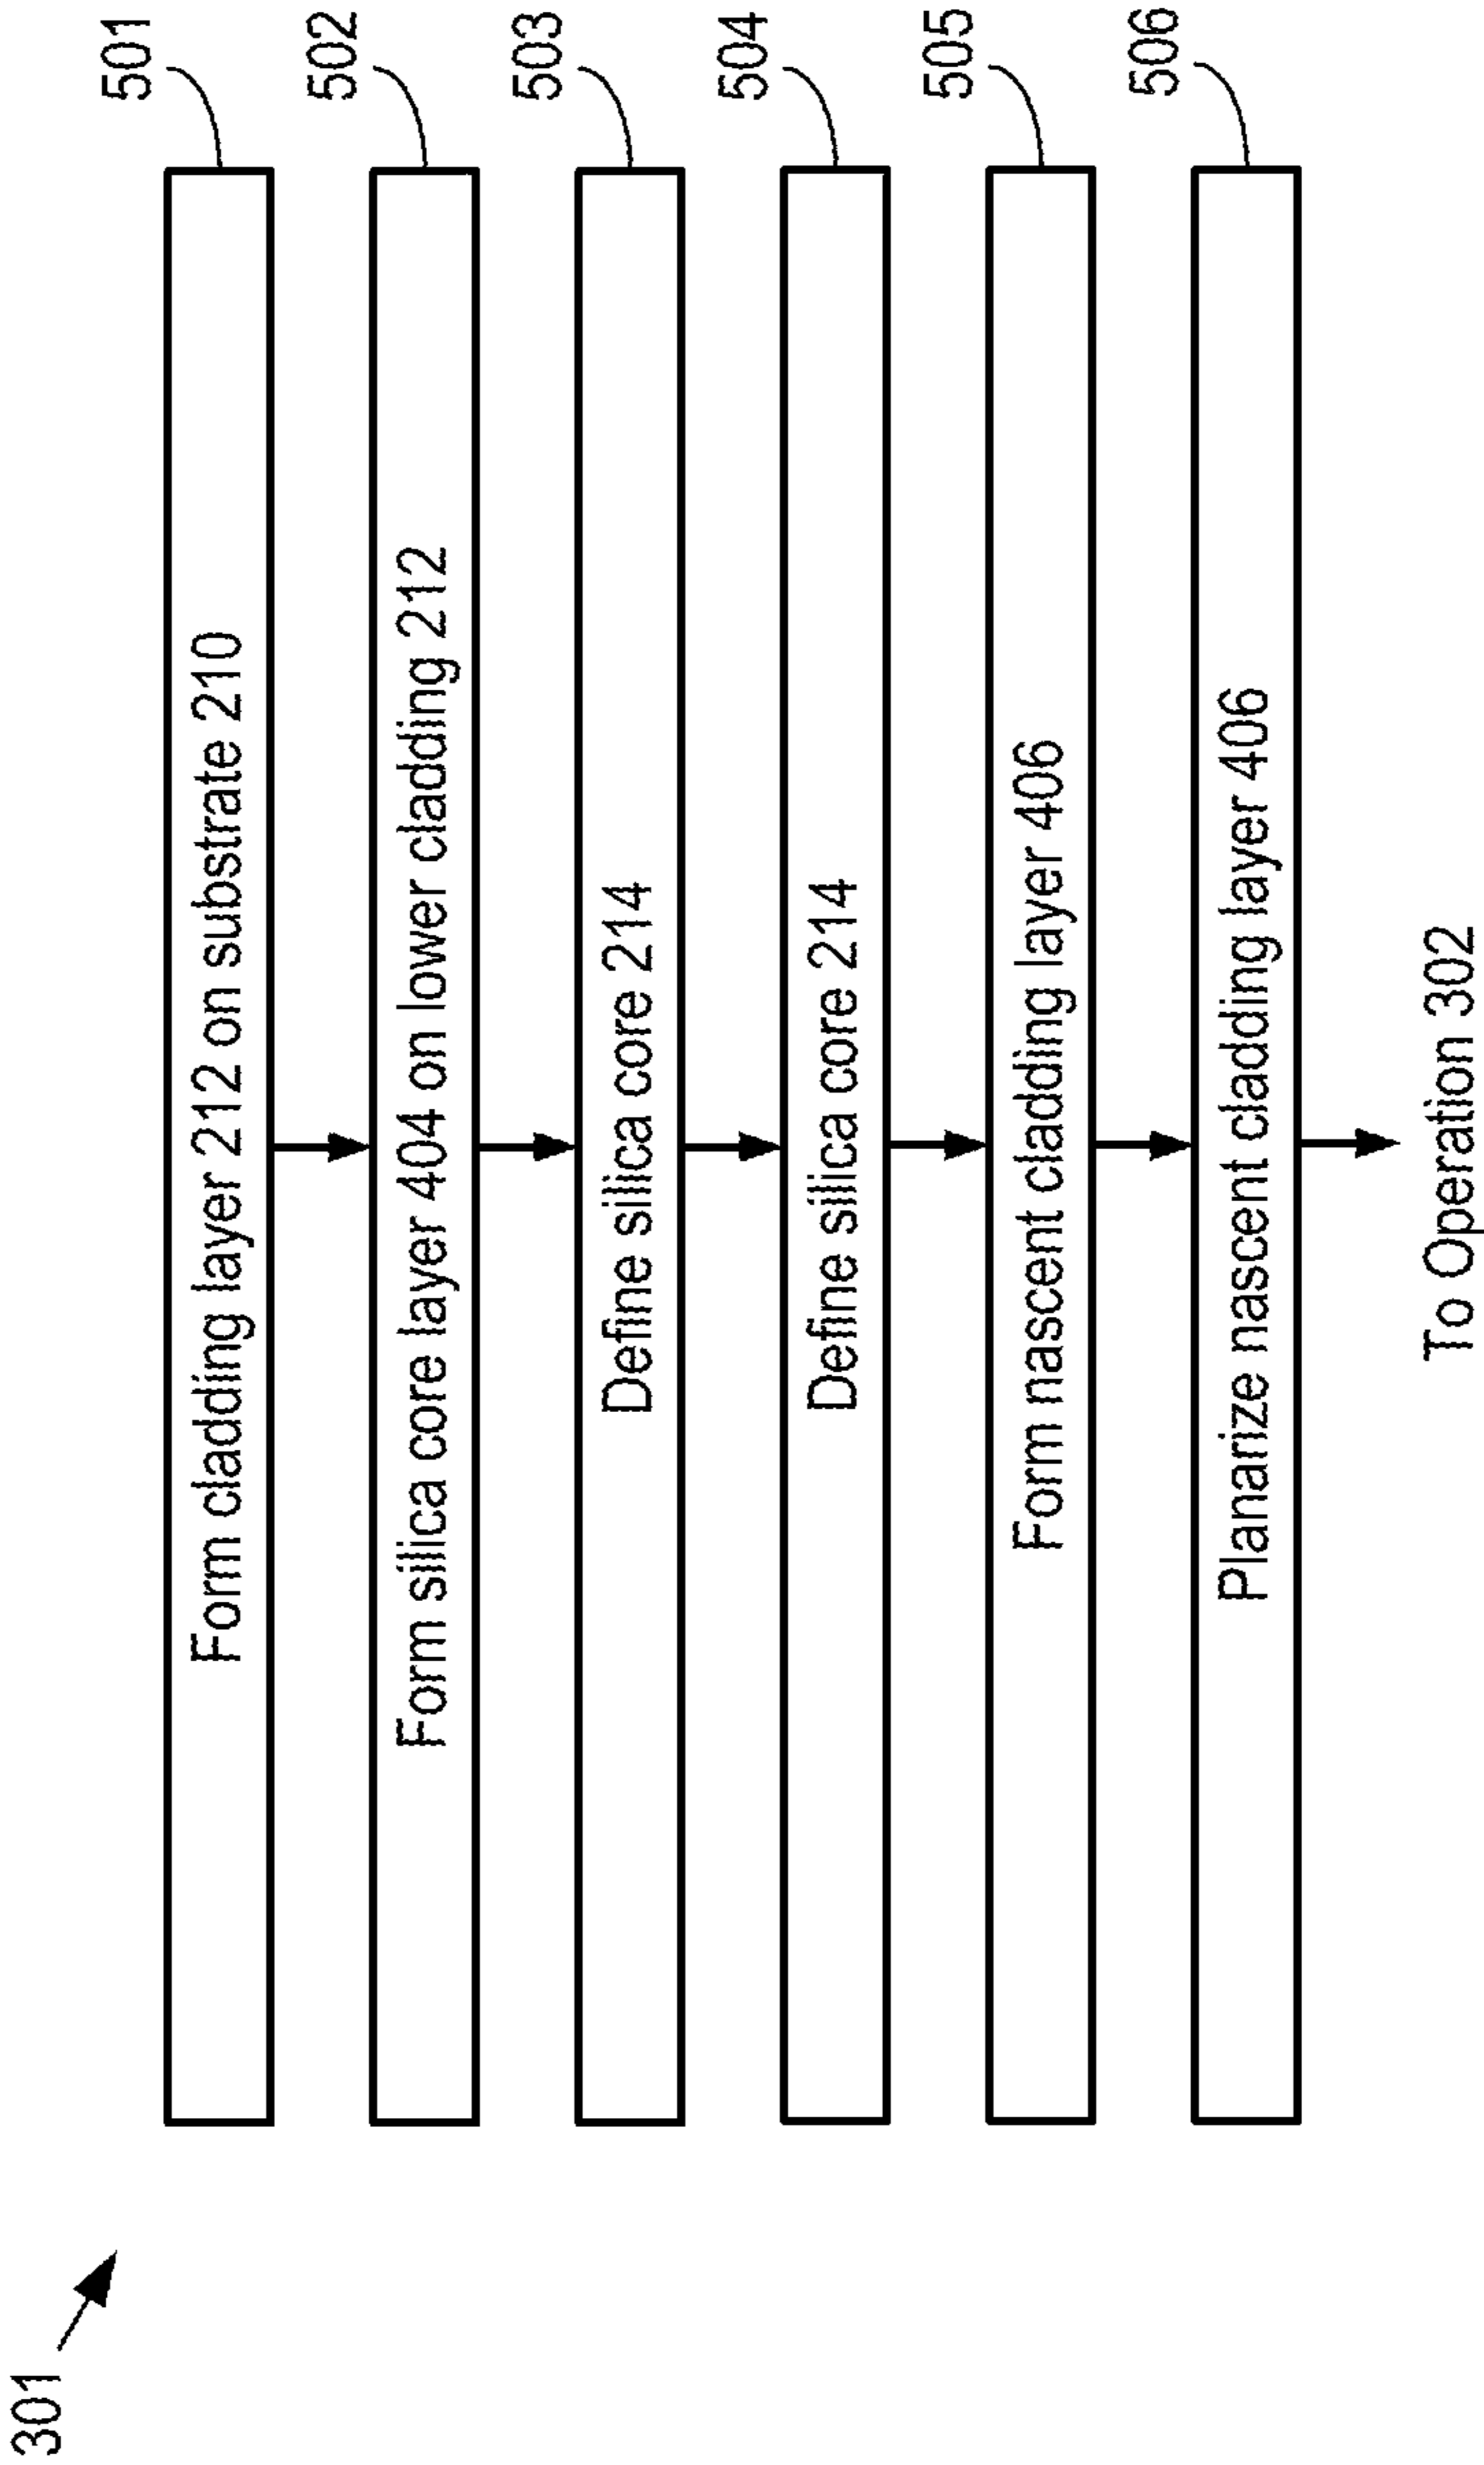 301
501
Form cladding layer 212 on substrate 210
502
Form silica core layer 404 on lower cladding 212
503
Define silica core 214
504
Define silica core 214
505
Form nascent cladding layer 406
506
Planarize nascent cladding layer 406
To Operation 302